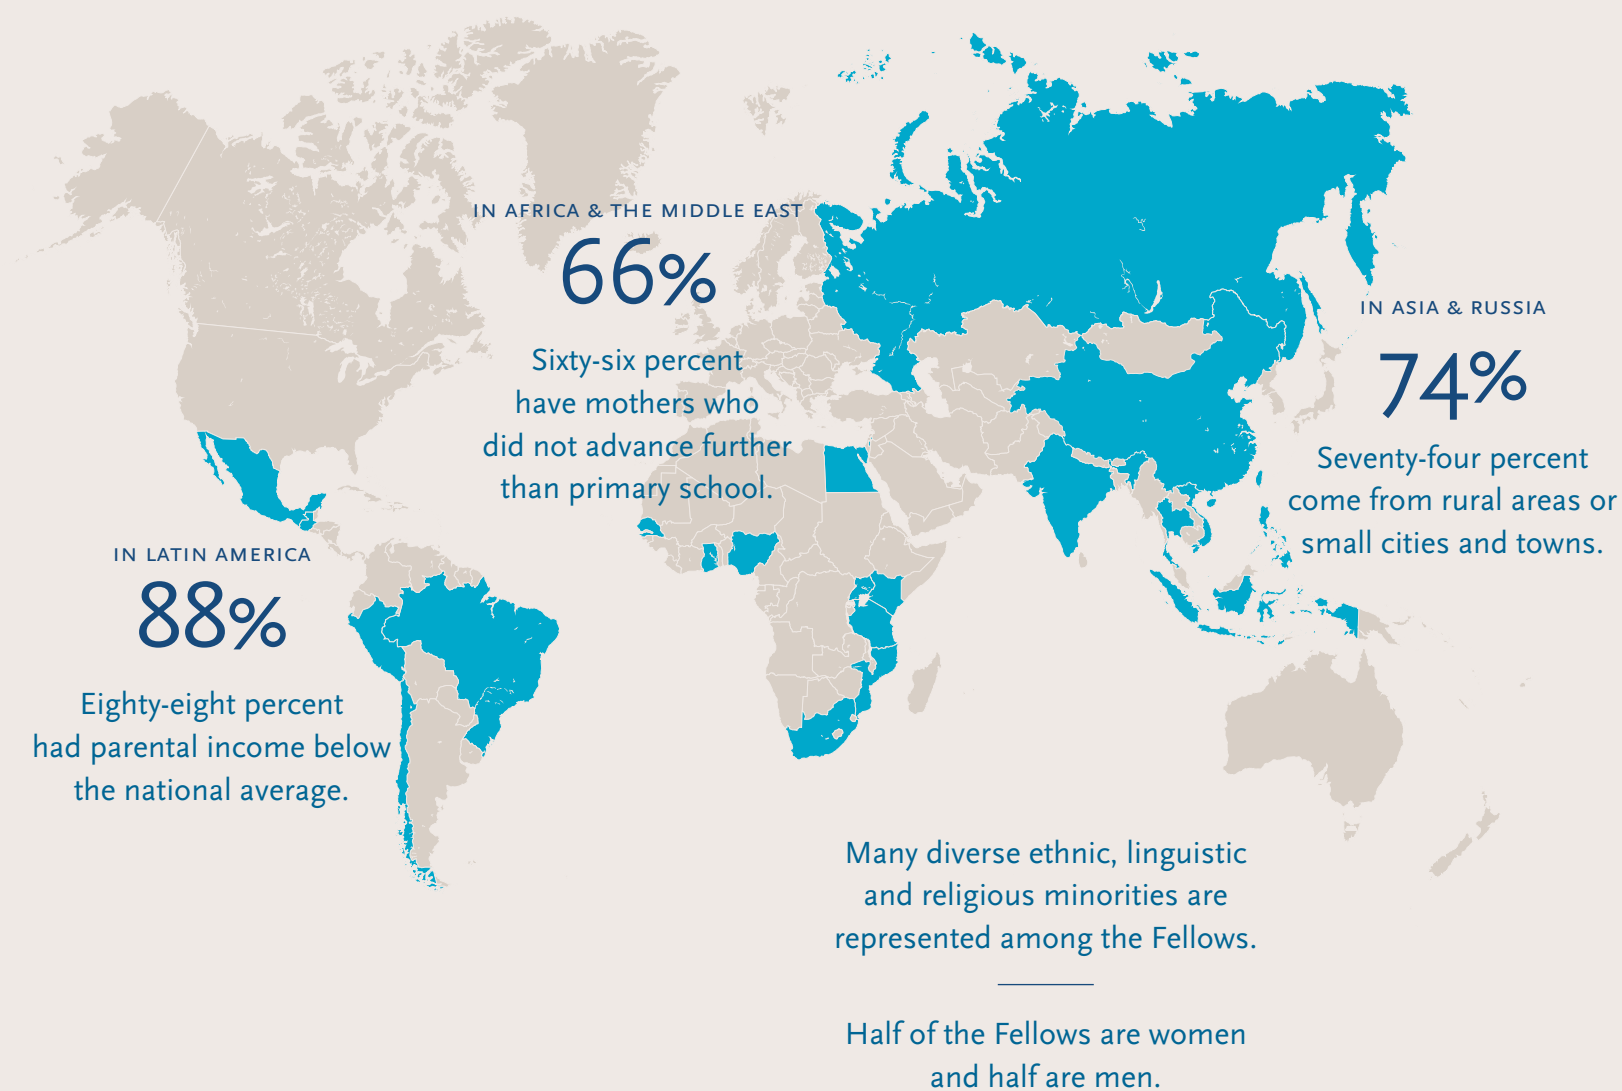 IN AFRICA & THE MIDDLE EAST
66%
Sixty-six percent
have mothers who
did not advance further
than primary school.
IN ASIA & RUSSIA
74%
Seventy-four percent
come from rural areas or
small cities and towns.
IN LATIN AMERICA
88%
Eighty-eight percent
had parental income below
the national average.
Many diverse ethnic, linguistic
and religious minorities are
represented among the Fellows.
Half of the Fellows are women
and half are men.